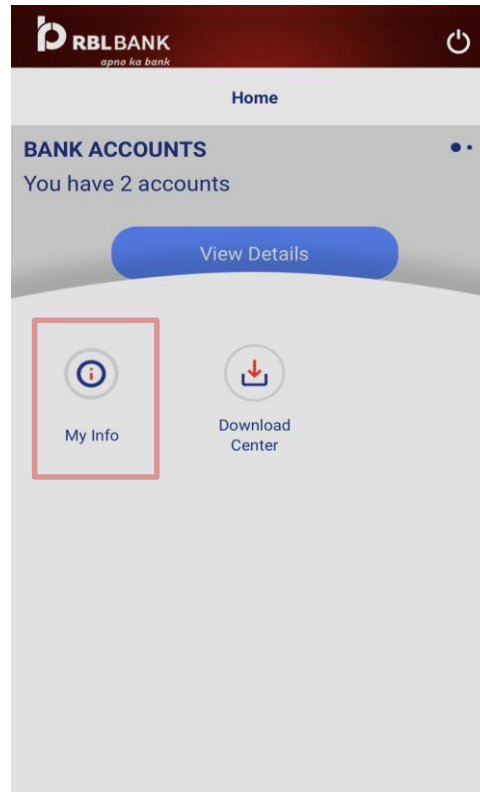 RBLBANK
apno ka bank
Home
BANK ACCOUNTS
You have 2 accounts
View Details
My Info
Download
Center